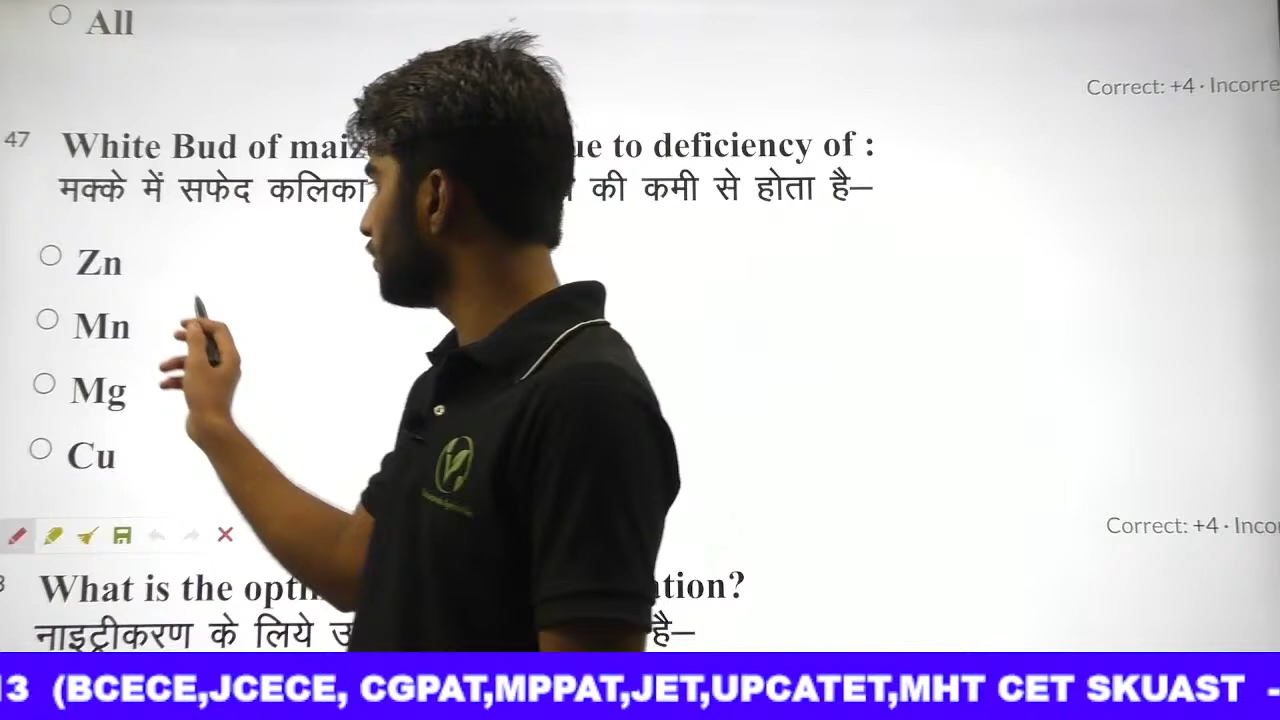 All
Correct: +4 · Incorre
47 White Bud of maiz ue to deficiency of :
मक्के में सफेद कलिका की कमी से होता है–
Zn
Mn
Mg
Cu
Correct: +4 · Inco
What is the opti tion?
नाइट्रीकरण के लिये उ है–
13 (BCECE,JCECE, CGPAT,MPPAT,JET,UPCATET,MHT CET SKUAST -